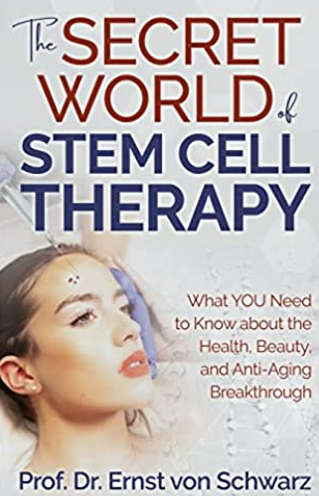 The SECRET
WORLD of
STEM CELL
THERAPY
What YOU Need
to Know about the
Health, Beauty,
and Anti-Aging
Breakthrough
Prof. Dr. Ernst von Schwarz